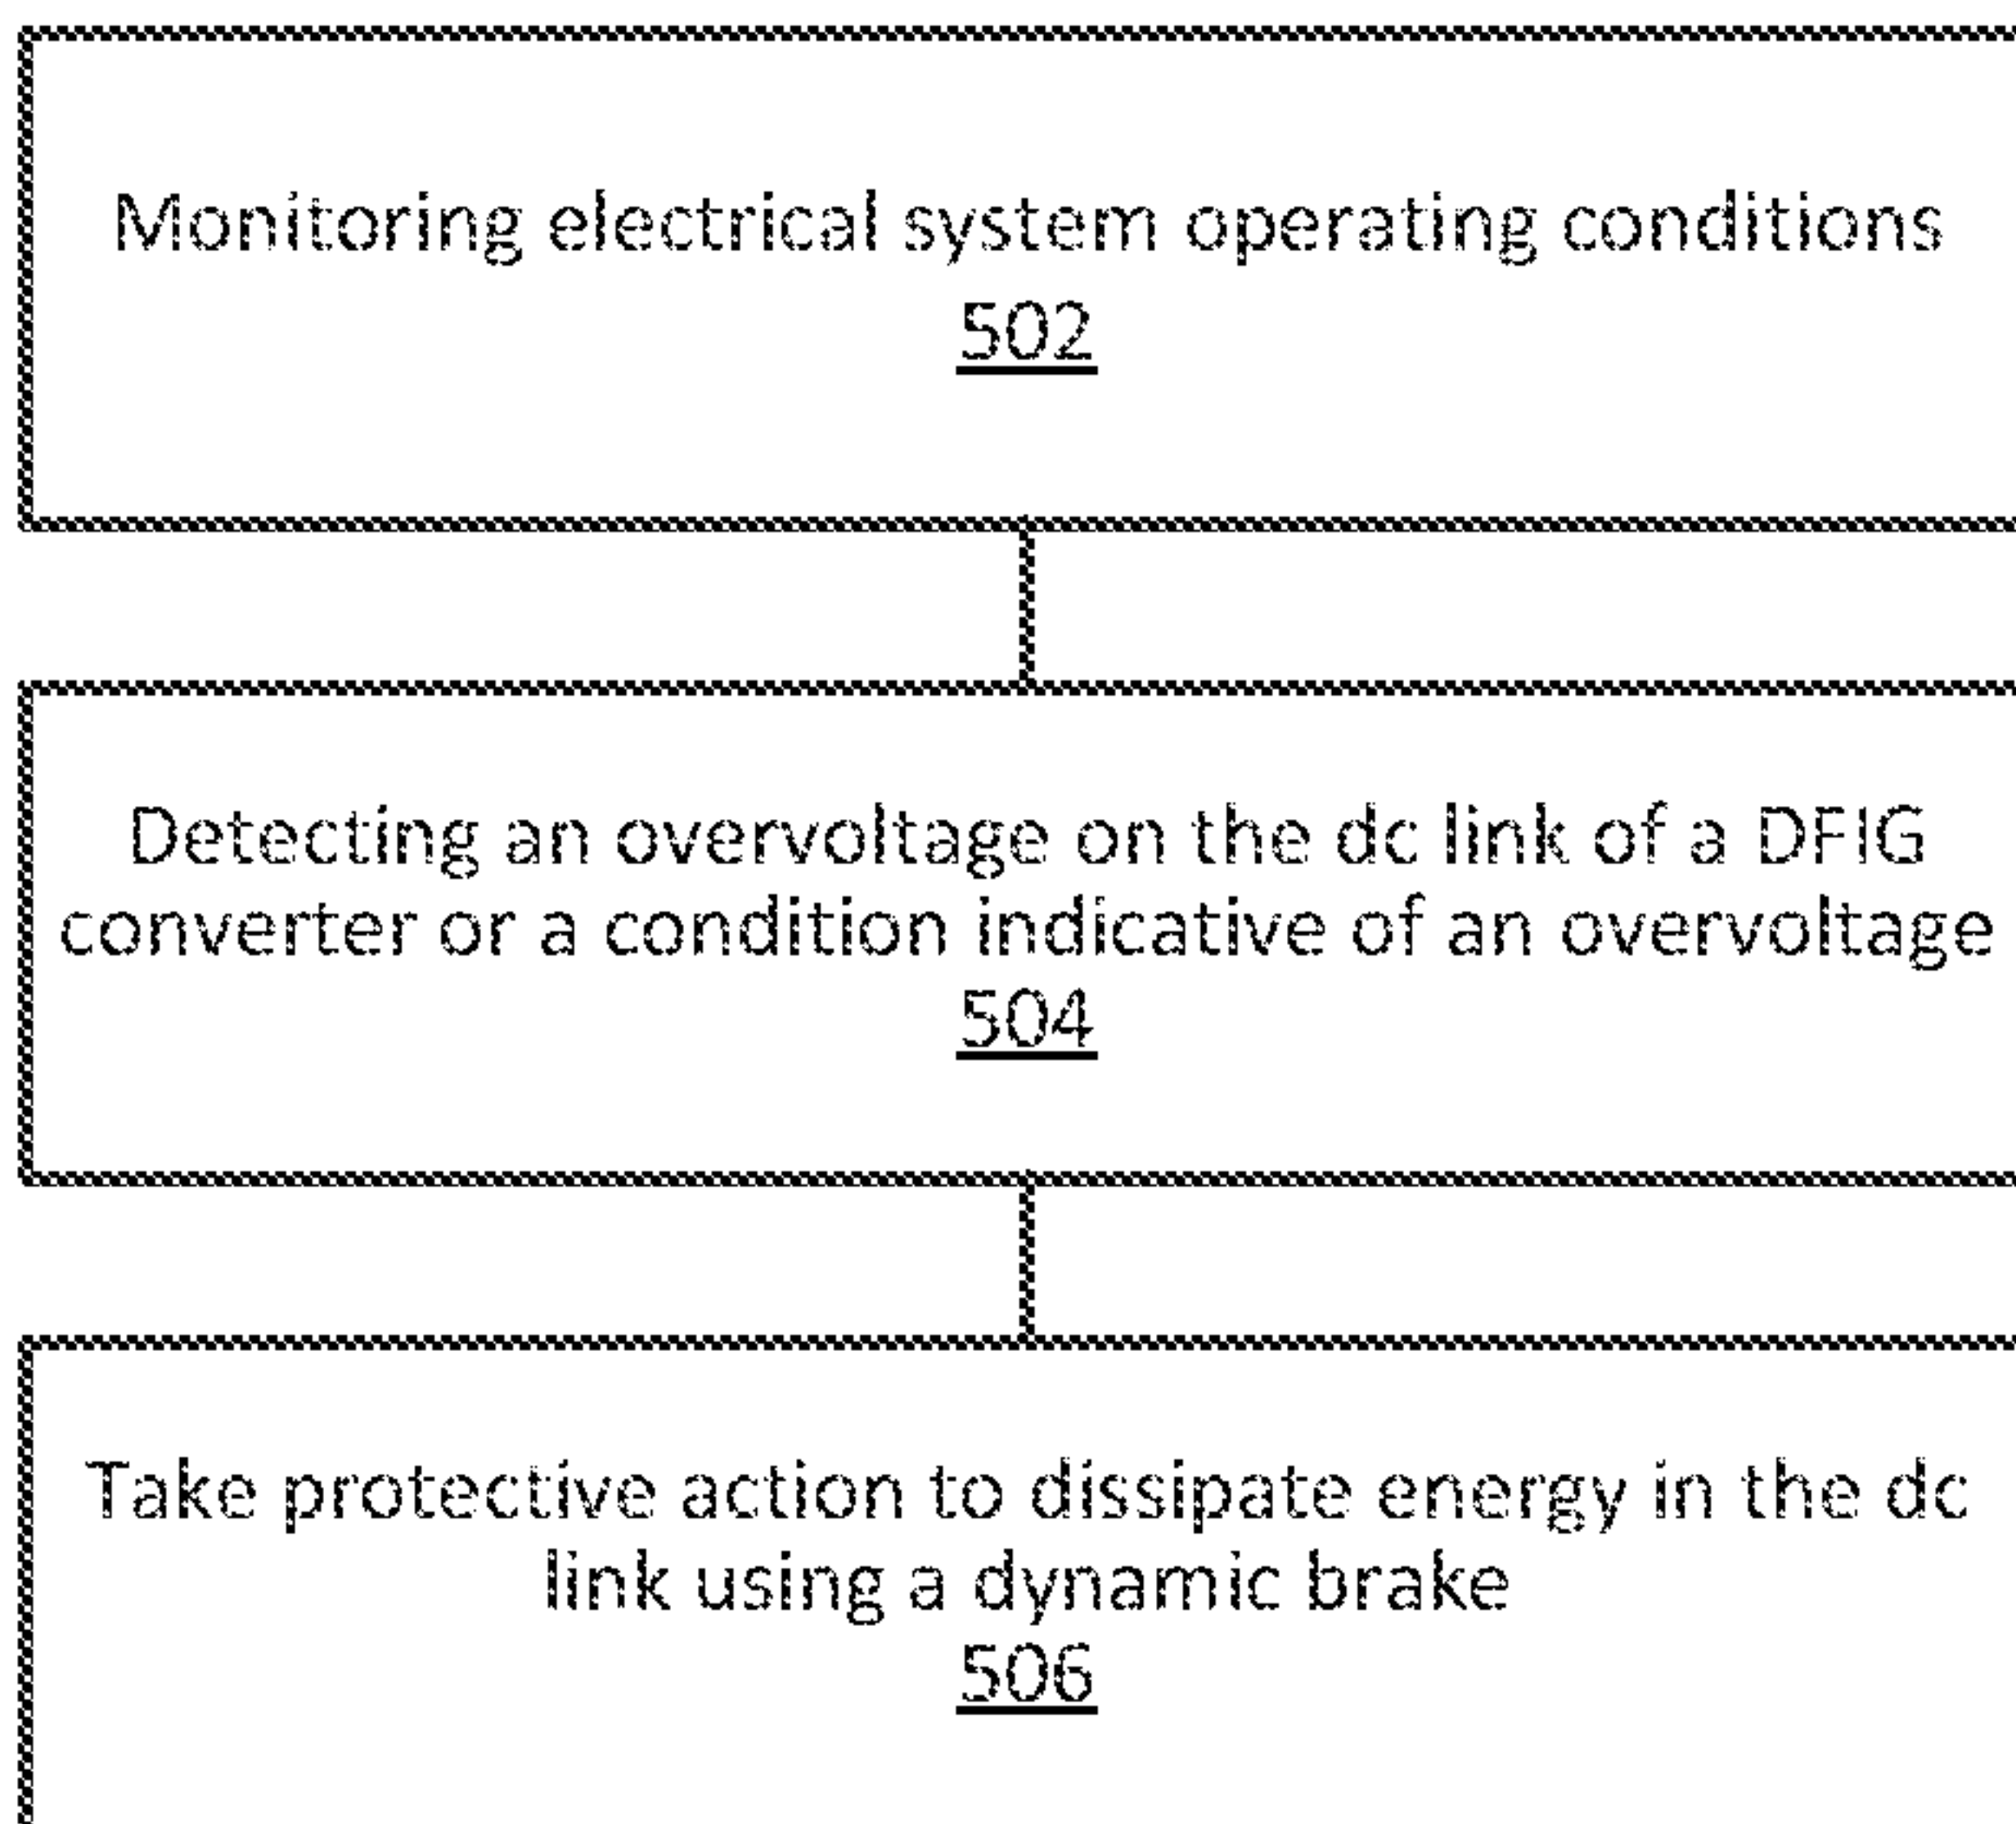 Monitoring electrical system operating conditions
502
Detecting an overvoltage on the dc link of a DFIG
converter or a condition indicative of an overvoltage
504
Take protective action to dissipate energy in the dc
link using a dynamic brake
506